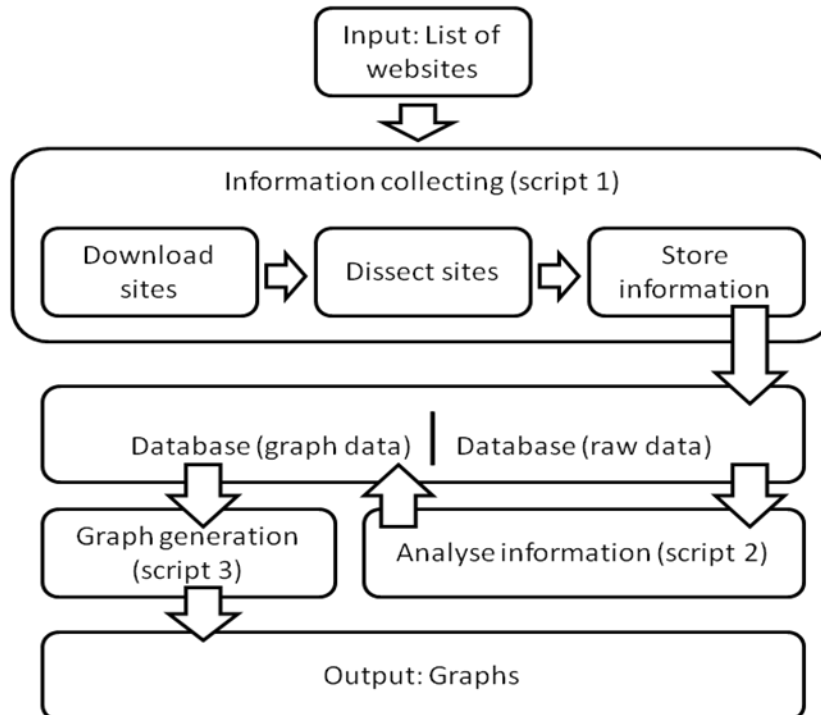 Input: List of
websites
Information collecting (script 1)
Download
sites
Dissect sites
Store
information
Database (graph data)
Database (raw data)
Graph generation
(script 3)
Analyse information (script 2)
Output: Graphs